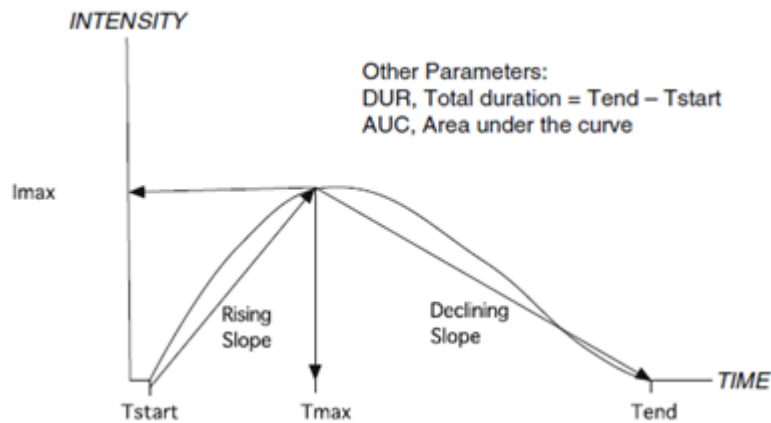 INTENSITY
Other Parameters:
DUR, Total duration = Tend – Tstart
AUC, Area under the curve
Imax
Rising
Slope
Declining
Slope
TIME
Tstart
Tmax
Tend